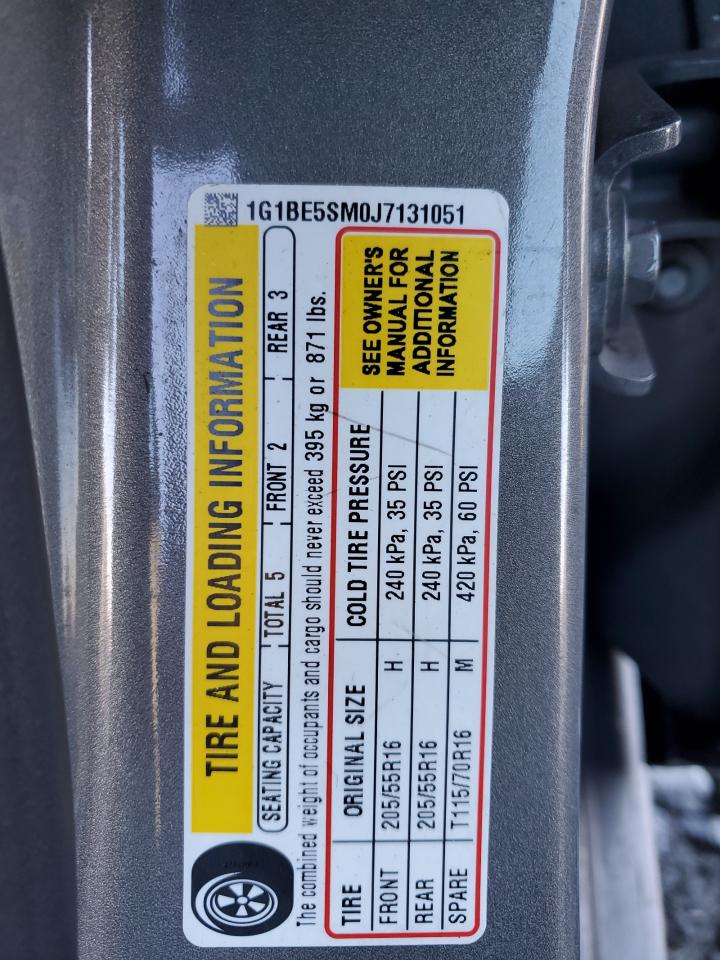 1G1BE5SM0J7131051
TIRE AND LOADING INFORMATION
SEATING CAPACITY TOTAL 5 FRONT 2 REAR 3
The combined weight of occupants and cargo should never exceed 395 kg or 871 lbs.
TIRE ORIGINAL SIZE COLD TIRE PRESSURE
FRONT 205/55R16 H 240 kPa, 35 PSI
REAR 205/55R16 H 240 kPa, 35 PSI
SPARE T115/70R16 M 420 kPa, 60 PSI
SEE OWNER'S
MANUAL FOR
ADDITIONAL
INFORMATION